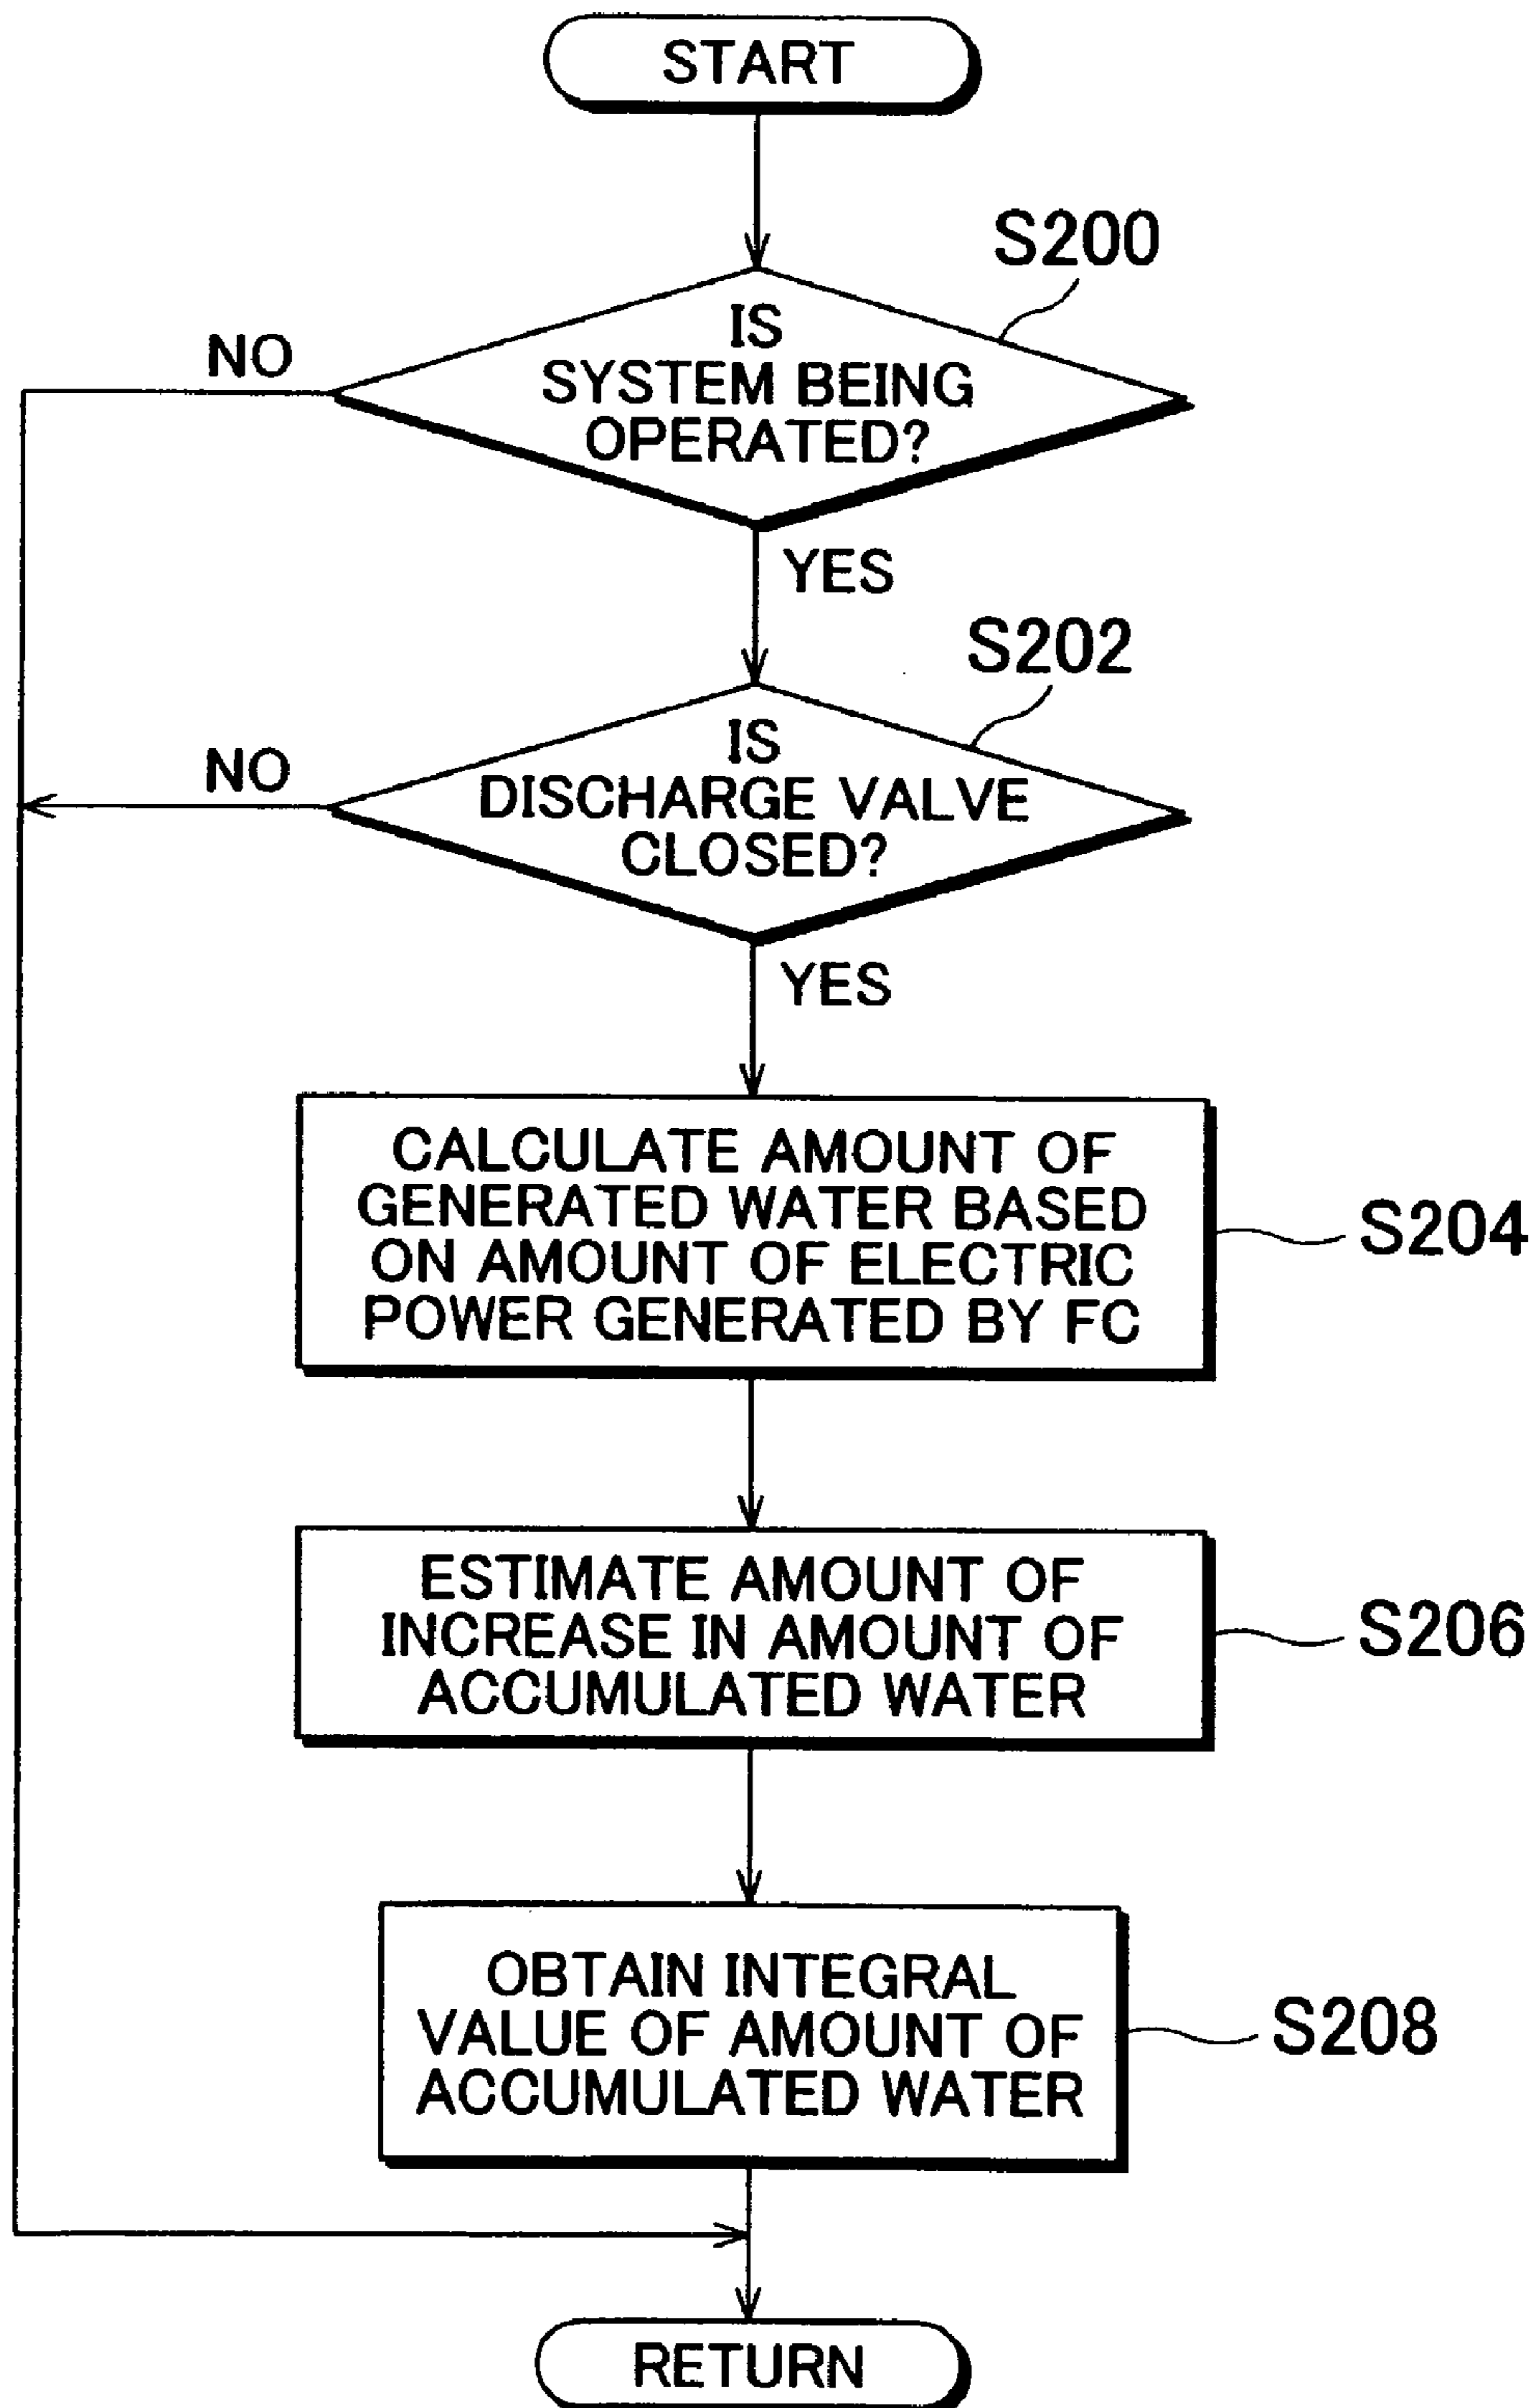 START
S200
IS
SYSTEM BEING
OPERATED?
NO
YES
S202
IS
DISCHARGE VALVE
CLOSED?
NO
YES
CALCULATE AMOUNT OF
GENERATED WATER BASED
ON AMOUNT OF ELECTRIC
POWER GENERATED BY FC
S204
ESTIMATE AMOUNT OF
INCREASE IN AMOUNT OF
ACCUMULATED WATER
S206
OBTAIN INTEGRAL
VALUE OF AMOUNT OF
ACCUMULATED WATER
S208
RETURN